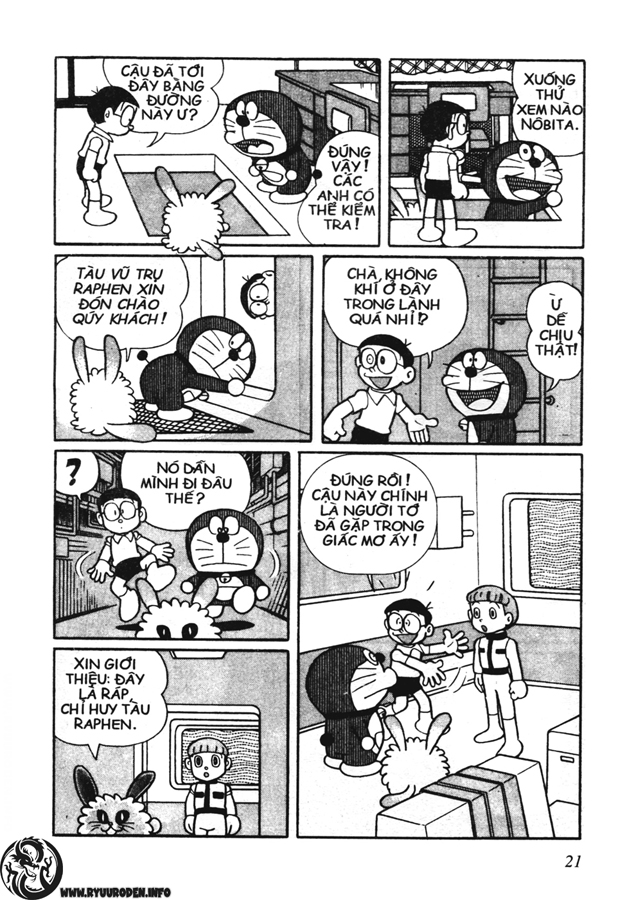 CẬU ĐÃ TỚI
ĐÂY BẰNG
ĐƯỜNG
NÀY Ư?
ĐÚNG
VẬY!
CÁC
ANH CÓ
THỂ KIỂM
TRA!
XUỐNG
THỬ
XEM NÀO
NÔBITA.
TÀU VŨ TRỤ
RAPHEN XIN
ĐÓN CHÀO
QÚY KHÁCH!
CHÀ, KHÔNG
KHÍ Ở ĐÂY
TRONG LÀNH
QUÁ NHỈ!?
Ừ
DỄ
CHỊU
THẬT!
?
NÓ DẪN
MÌNH ĐI ĐÂU
THẾ?
ĐÚNG RỒI!
CẬU NÀY CHÍNH
LÀ NGƯỜI TỚ
ĐÃ GẶP TRONG
GIẤC MƠ ẤY!
XIN GIỚI
THIỆU: ĐÂY
LÀ RÁP,
CHỈ HUY TÀU
RAPHEN.
21
WWW.RYUURODEN.INFO